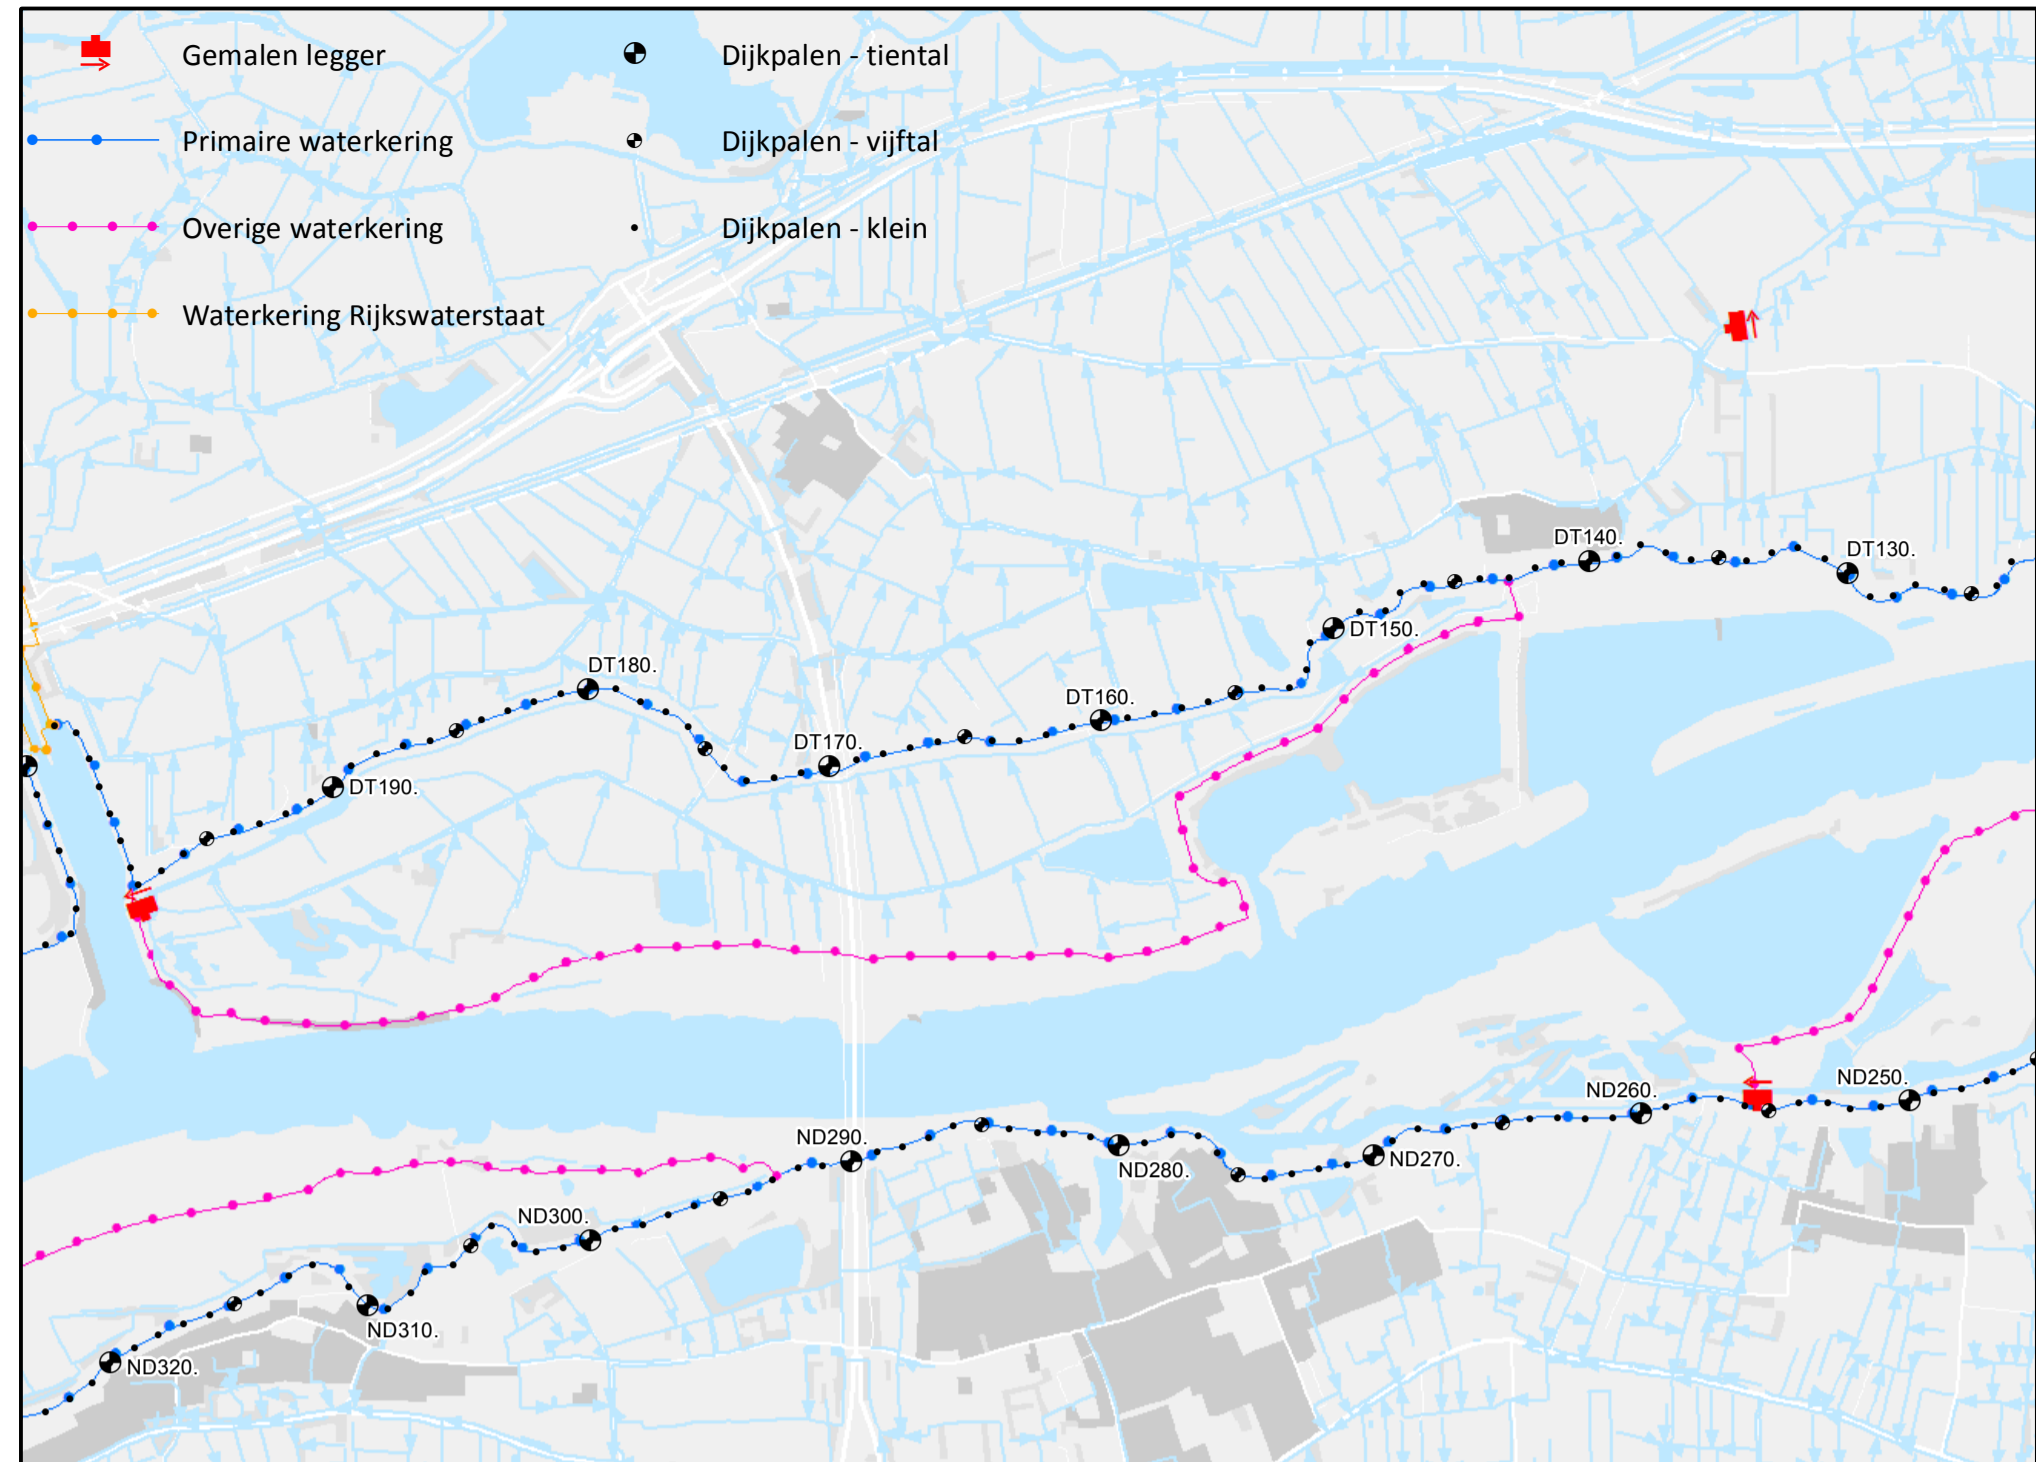 Gemalen legger
Dijkpalen - tiental
Primaire waterkering
Dijkpalen - vijftal
Overige waterkering
Dijkpalen - klein
Waterkering Rijkswaterstaat
DT140.
DT130.
DT150.
DT180.
DT160.
DT170.
DT190.
ND250.
ND260.
ND290.
ND280.
ND270.
ND300.
ND310.
ND320.